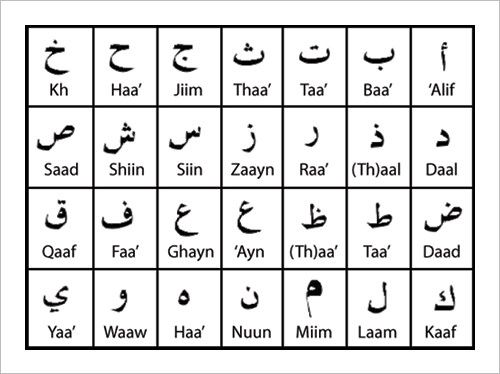 أ ب ت ث ج ح خ
‘Alif Baa’ Taa’ Thaa’ Jiim Haa’ Kh
د ذ ر ز س ش ص
Daal (Th)aal Raa’ Zaayn Siin Shiin Saad
ض ط ظ ع ع ف ق
Daad Taa’ (Th)aa’ ‘Ayn Ghayn Faa’ Qaaf
ك ل م ن ه و ي
Kaaf Laam Miim Nuun Haa’ Waaw Yaa’